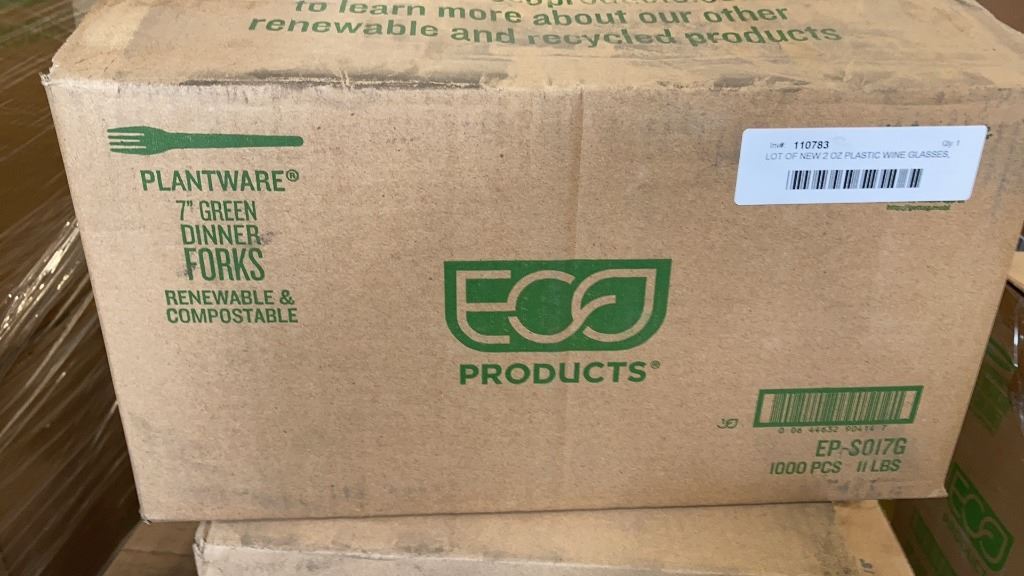 to learn more about our other
renewable and recycled products
PLANTWARE®
7" GREEN
DINNER
FORKS
RENEWABLE &
COMPOSTABLE
ECO
PRODUCTS®
Inv#: 110783 Qty: 1
LOT OF NEW 2 OZ PLASTIC WINE GLASSES,
EP-S017G
1000 PCS 11 LBS
ECO